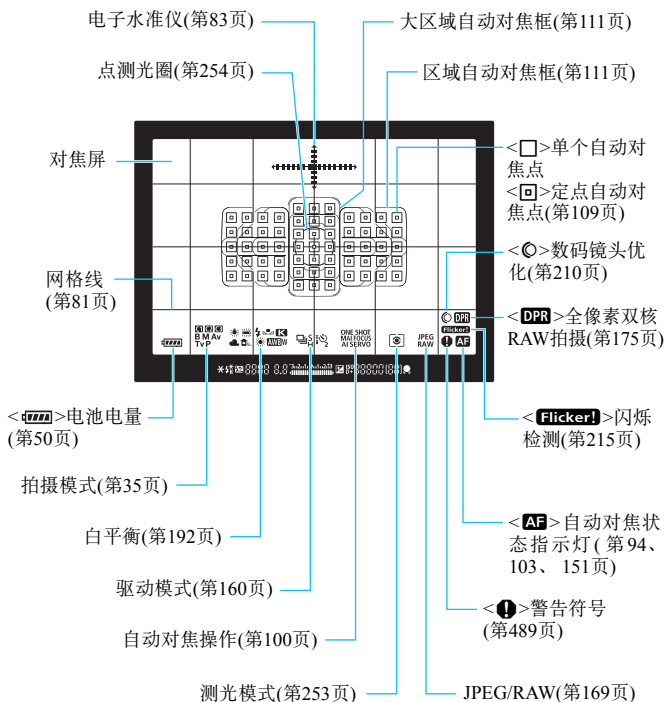 电子水准仪(第83页)
大区域自动对焦框(第111页)
点测光圈(第254页)
区域自动对焦框(第111页)
对焦屏
<□>单个自动对
焦点
<回>定点自动对
焦点(第109页)
<>数码镜头优
化(第210页)
网格线
(第81页)
<DPR>全像素双核
RAW拍摄(第175页)
DPR
Flicker!
AF
B M Av
Tv P
K
AWBW
ONE SHOT
MAI FOCUS
AI SERVO
JPEG
RAW
<>电池电量
(第50页)
<Flicker!>闪烁
检测(第215页)
拍摄模式(第35页)
<AF>自动对焦状
态指示灯(第94、
103、151页)
白平衡(第192页)
驱动模式(第160页)
<!>警告符号
(第489页)
自动对焦操作(第100页)
测光模式(第253页)
JPEG/RAW(第169页)